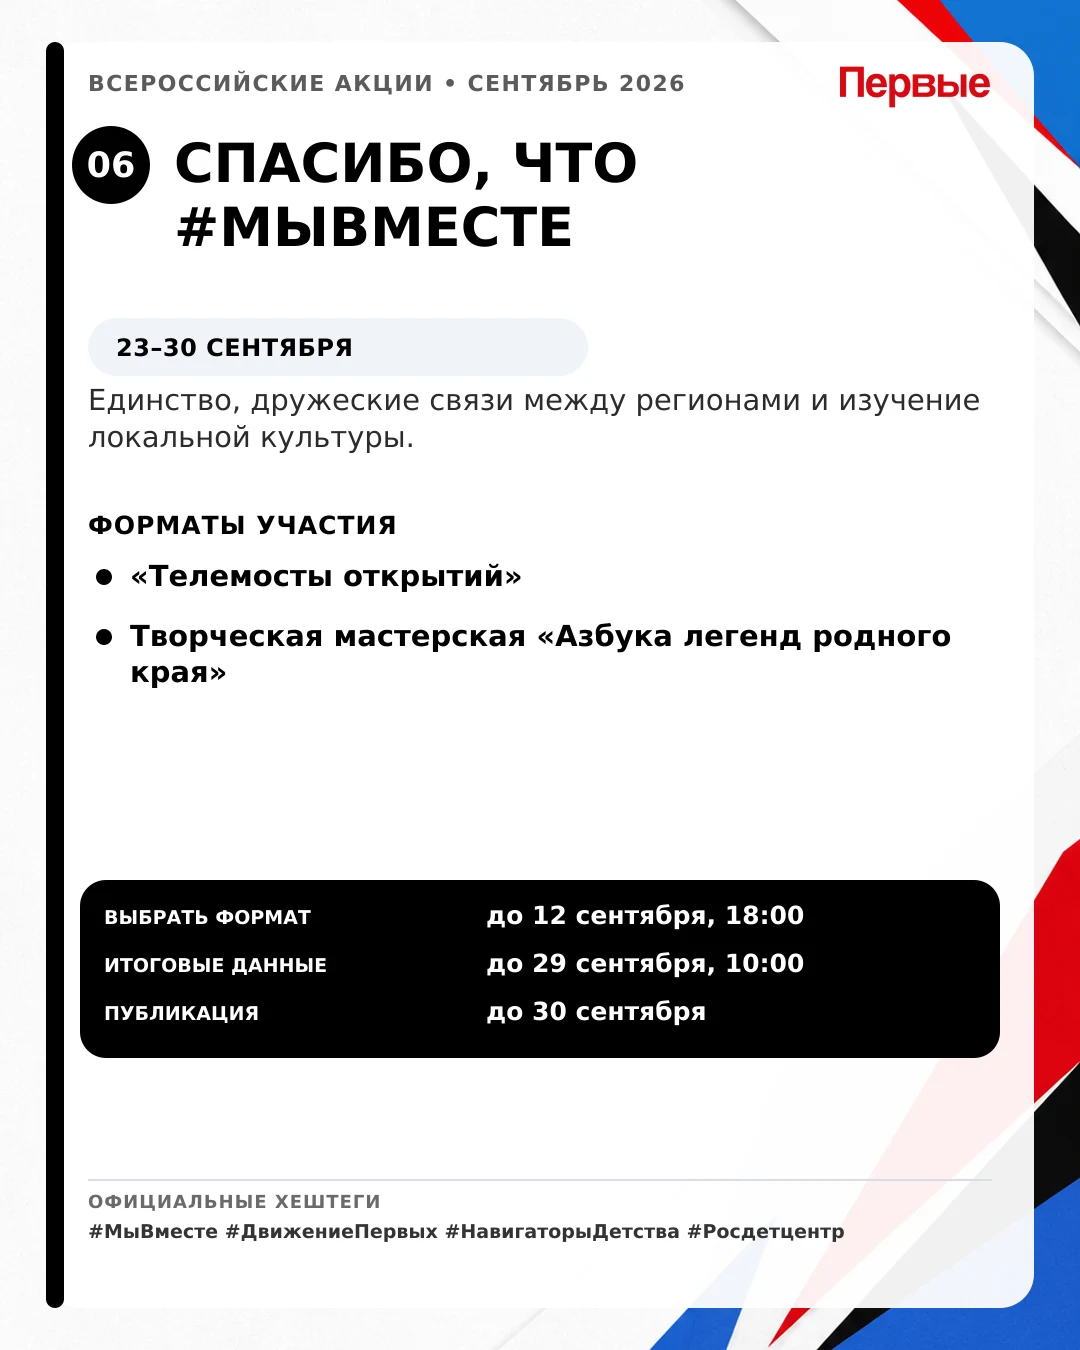 ВСЕРОССИЙСКИЕ АКЦИИ • СЕНТЯБРЬ 2026
Первые
06
СПАСИБО, ЧТО
#МЫВМЕСТЕ
23–30 СЕНТЯБРЯ
Единство, дружеские связи между регионами и изучение
локальной культуры.
ФОРМАТЫ УЧАСТИЯ
● «Телемосты открытий»
● Творческая мастерская «Азбука легенд родного
края»
ВЫБРАТЬ ФОРМАТ до 12 сентября, 18:00
ИТОГОВЫЕ ДАННЫЕ до 29 сентября, 10:00
ПУБЛИКАЦИЯ до 30 сентября
ОФИЦИАЛЬНЫЕ ХЕШТЕГИ
#МыВместе #ДвижениеПервых #НавигаторыДетства #Росдетцентр